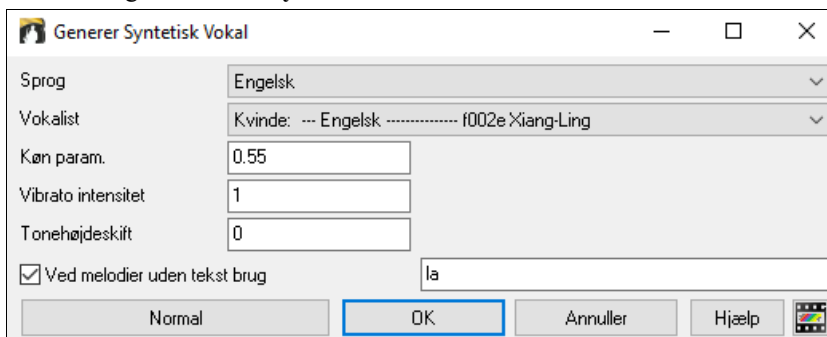 Generer Syntetisk Vokal
Sprog Engelsk
Vokalist Kvinde: --- Engelsk --------------- f002e Xiang-Ling
Køn param. 0.55
Vibrato intensitet 1
Tonehøjdeskift 0
Ved melodier uden tekst brug la
Normal OK Annuller Hjælp